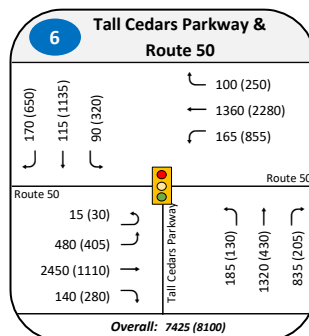 6
Tall Cedars Parkway &
Route 50
170 (650)
115 (1135)
90 (320)
100 (250)
1360 (2280)
165 (855)
Route 50
Route 50
15 (30)
480 (405)
2450 (1110)
140 (280)
Tall Cedars Parkway
185 (130)
1320 (430)
835 (205)
Overall: 7425 (8100)